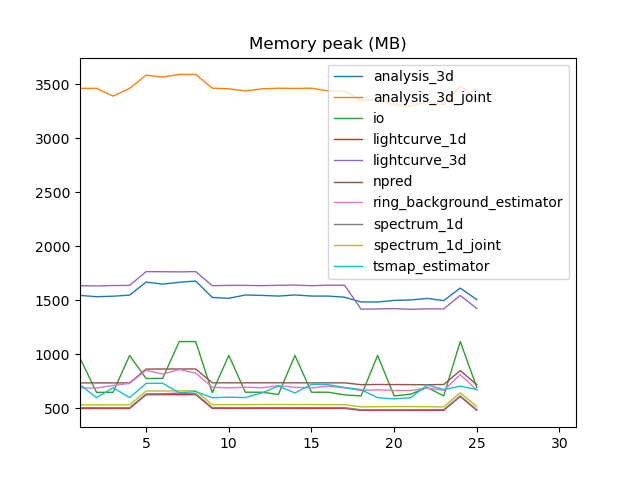 Memory peak (MB)
3500
3000
2500
2000
1500
1000
500
analysis_3d
analysis_3d_joint
io
lightcurve_1d
lightcurve_3d
npred
ring_background_estimator
spectrum_1d
spectrum_1d_joint
tsmap_estimator
5 10 15 20 25 30